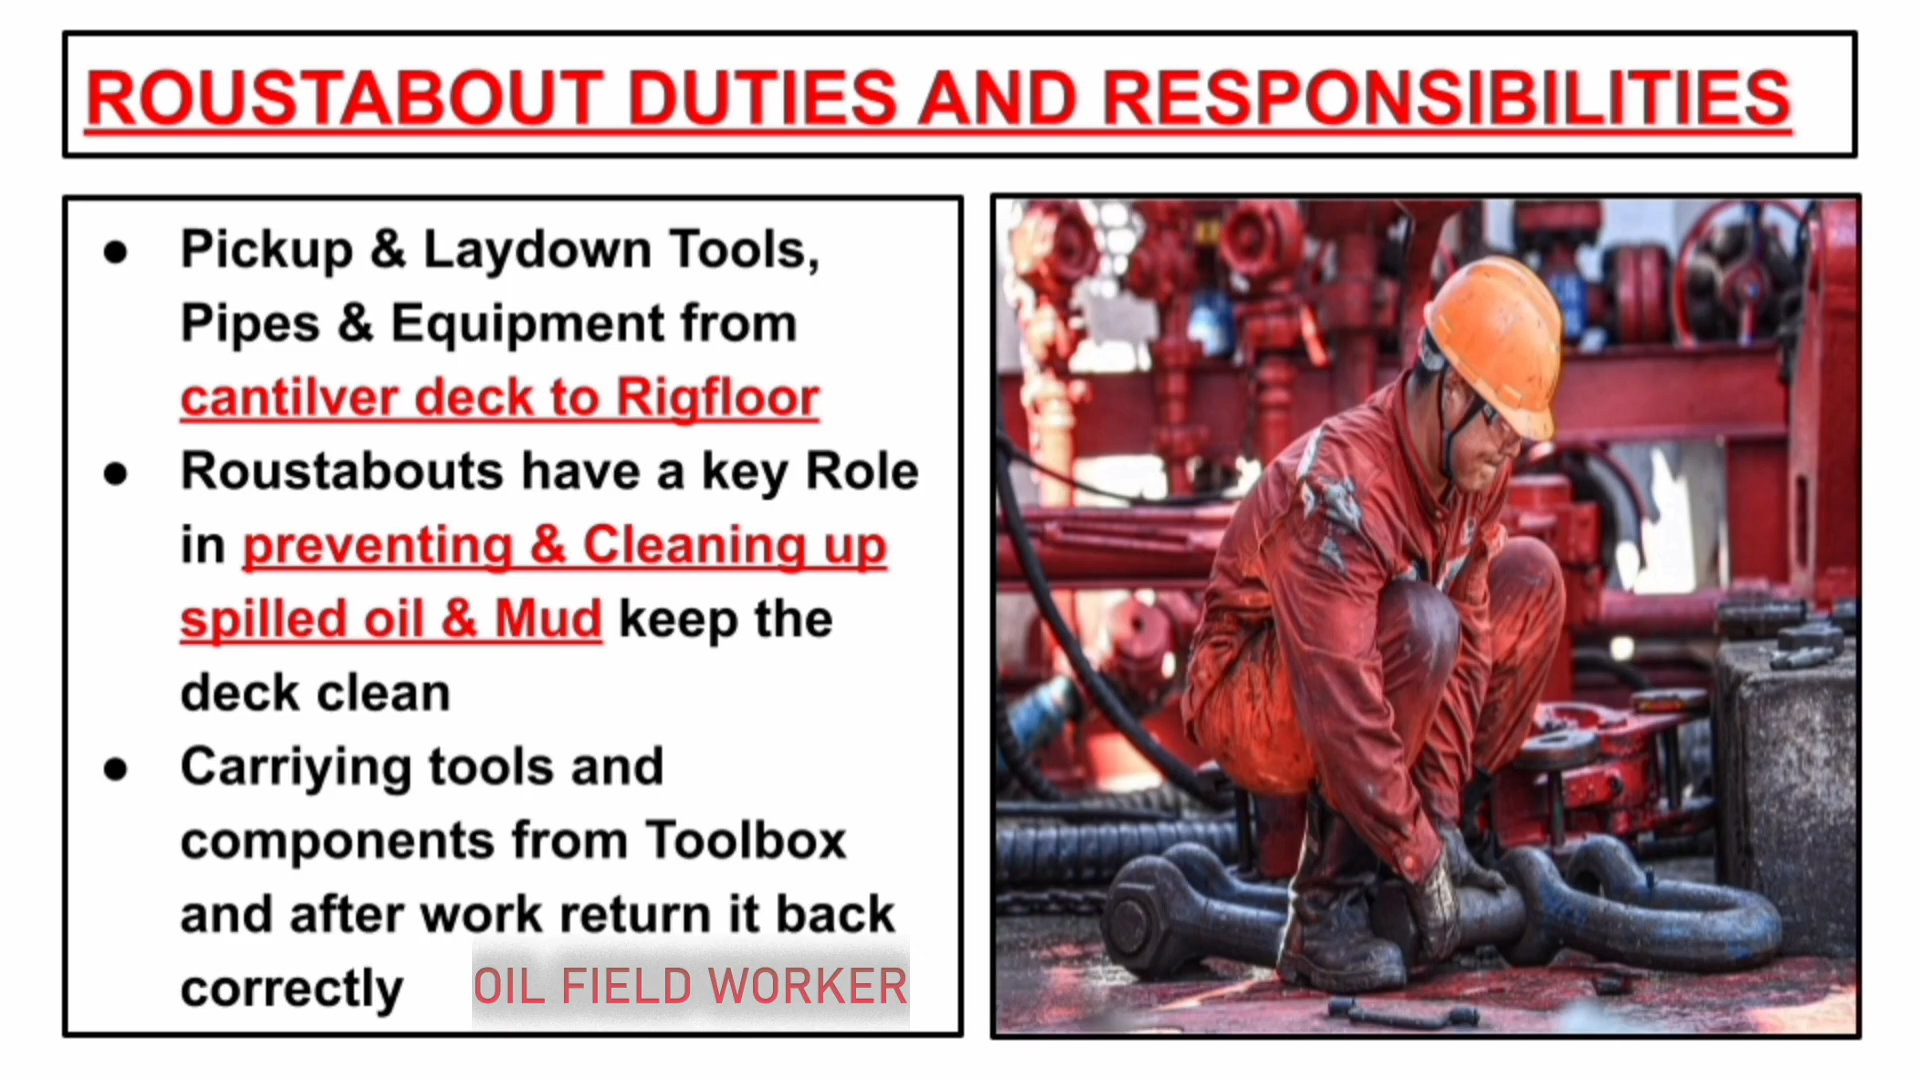 ROUSTABOUT DUTIES AND RESPONSIBILITIES
● Pickup & Laydown Tools,
Pipes & Equipment from
cantilver deck to Rigfloor
● Roustabouts have a key Role
in preventing & Cleaning up
spilled oil & Mud keep the
deck clean
● Carriying tools and
components from Toolbox
and after work return it back
correctly
OIL FIELD WORKER